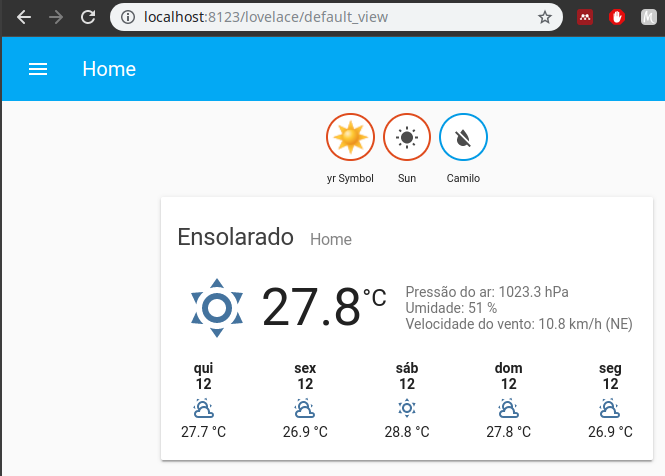 localhost:8123/lovelace/default_view
Home
yr Symbol Sun Camilo
Ensolarado Home
27.8 °C
Pressão do ar: 1023.3 hPa
Umidade: 51 %
Velocidade do vento: 10.8 km/h (NE)
qui sex sáb dom seg
12 12 12 12 12
27.7 °C 26.9 °C 28.8 °C 27.8 °C 26.9 °C